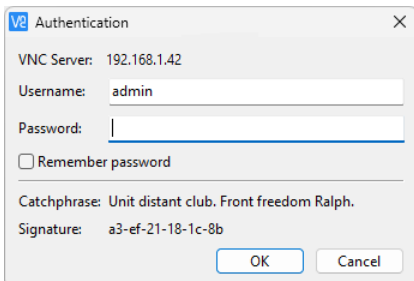 V2 Authentication
VNC Server: 192.168.1.42
Username: admin
Password:
Remember password
Catchphrase: Unit distant club. Front freedom Ralph.
Signature: a3-ef-21-18-1c-8b
OK Cancel